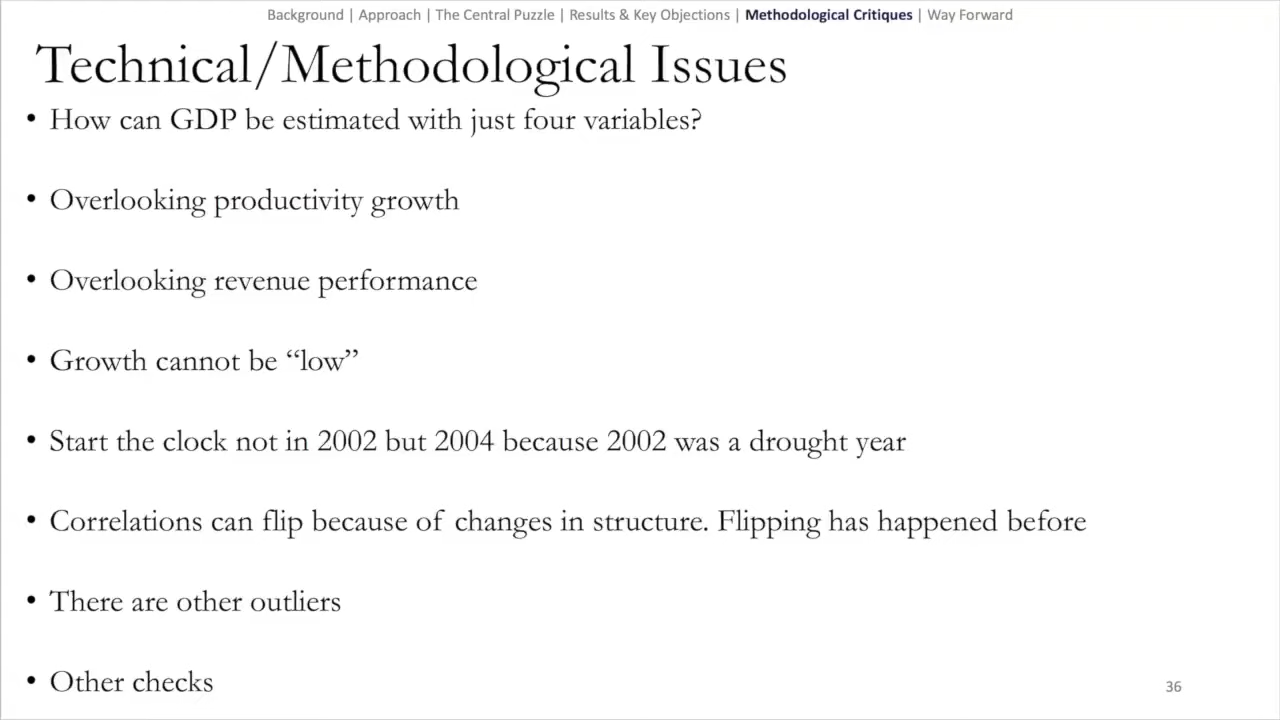 Background | Approach | The Central Puzzle | Results & Key Objections | Methodological Critiques | Way Forward
Technical/Methodological Issues
• How can GDP be estimated with just four variables?
• Overlooking productivity growth
• Overlooking revenue performance
• Growth cannot be “low”
• Start the clock not in 2002 but 2004 because 2002 was a drought year
• Correlations can flip because of changes in structure. Flipping has happened before
• There are other outliers
• Other checks
36